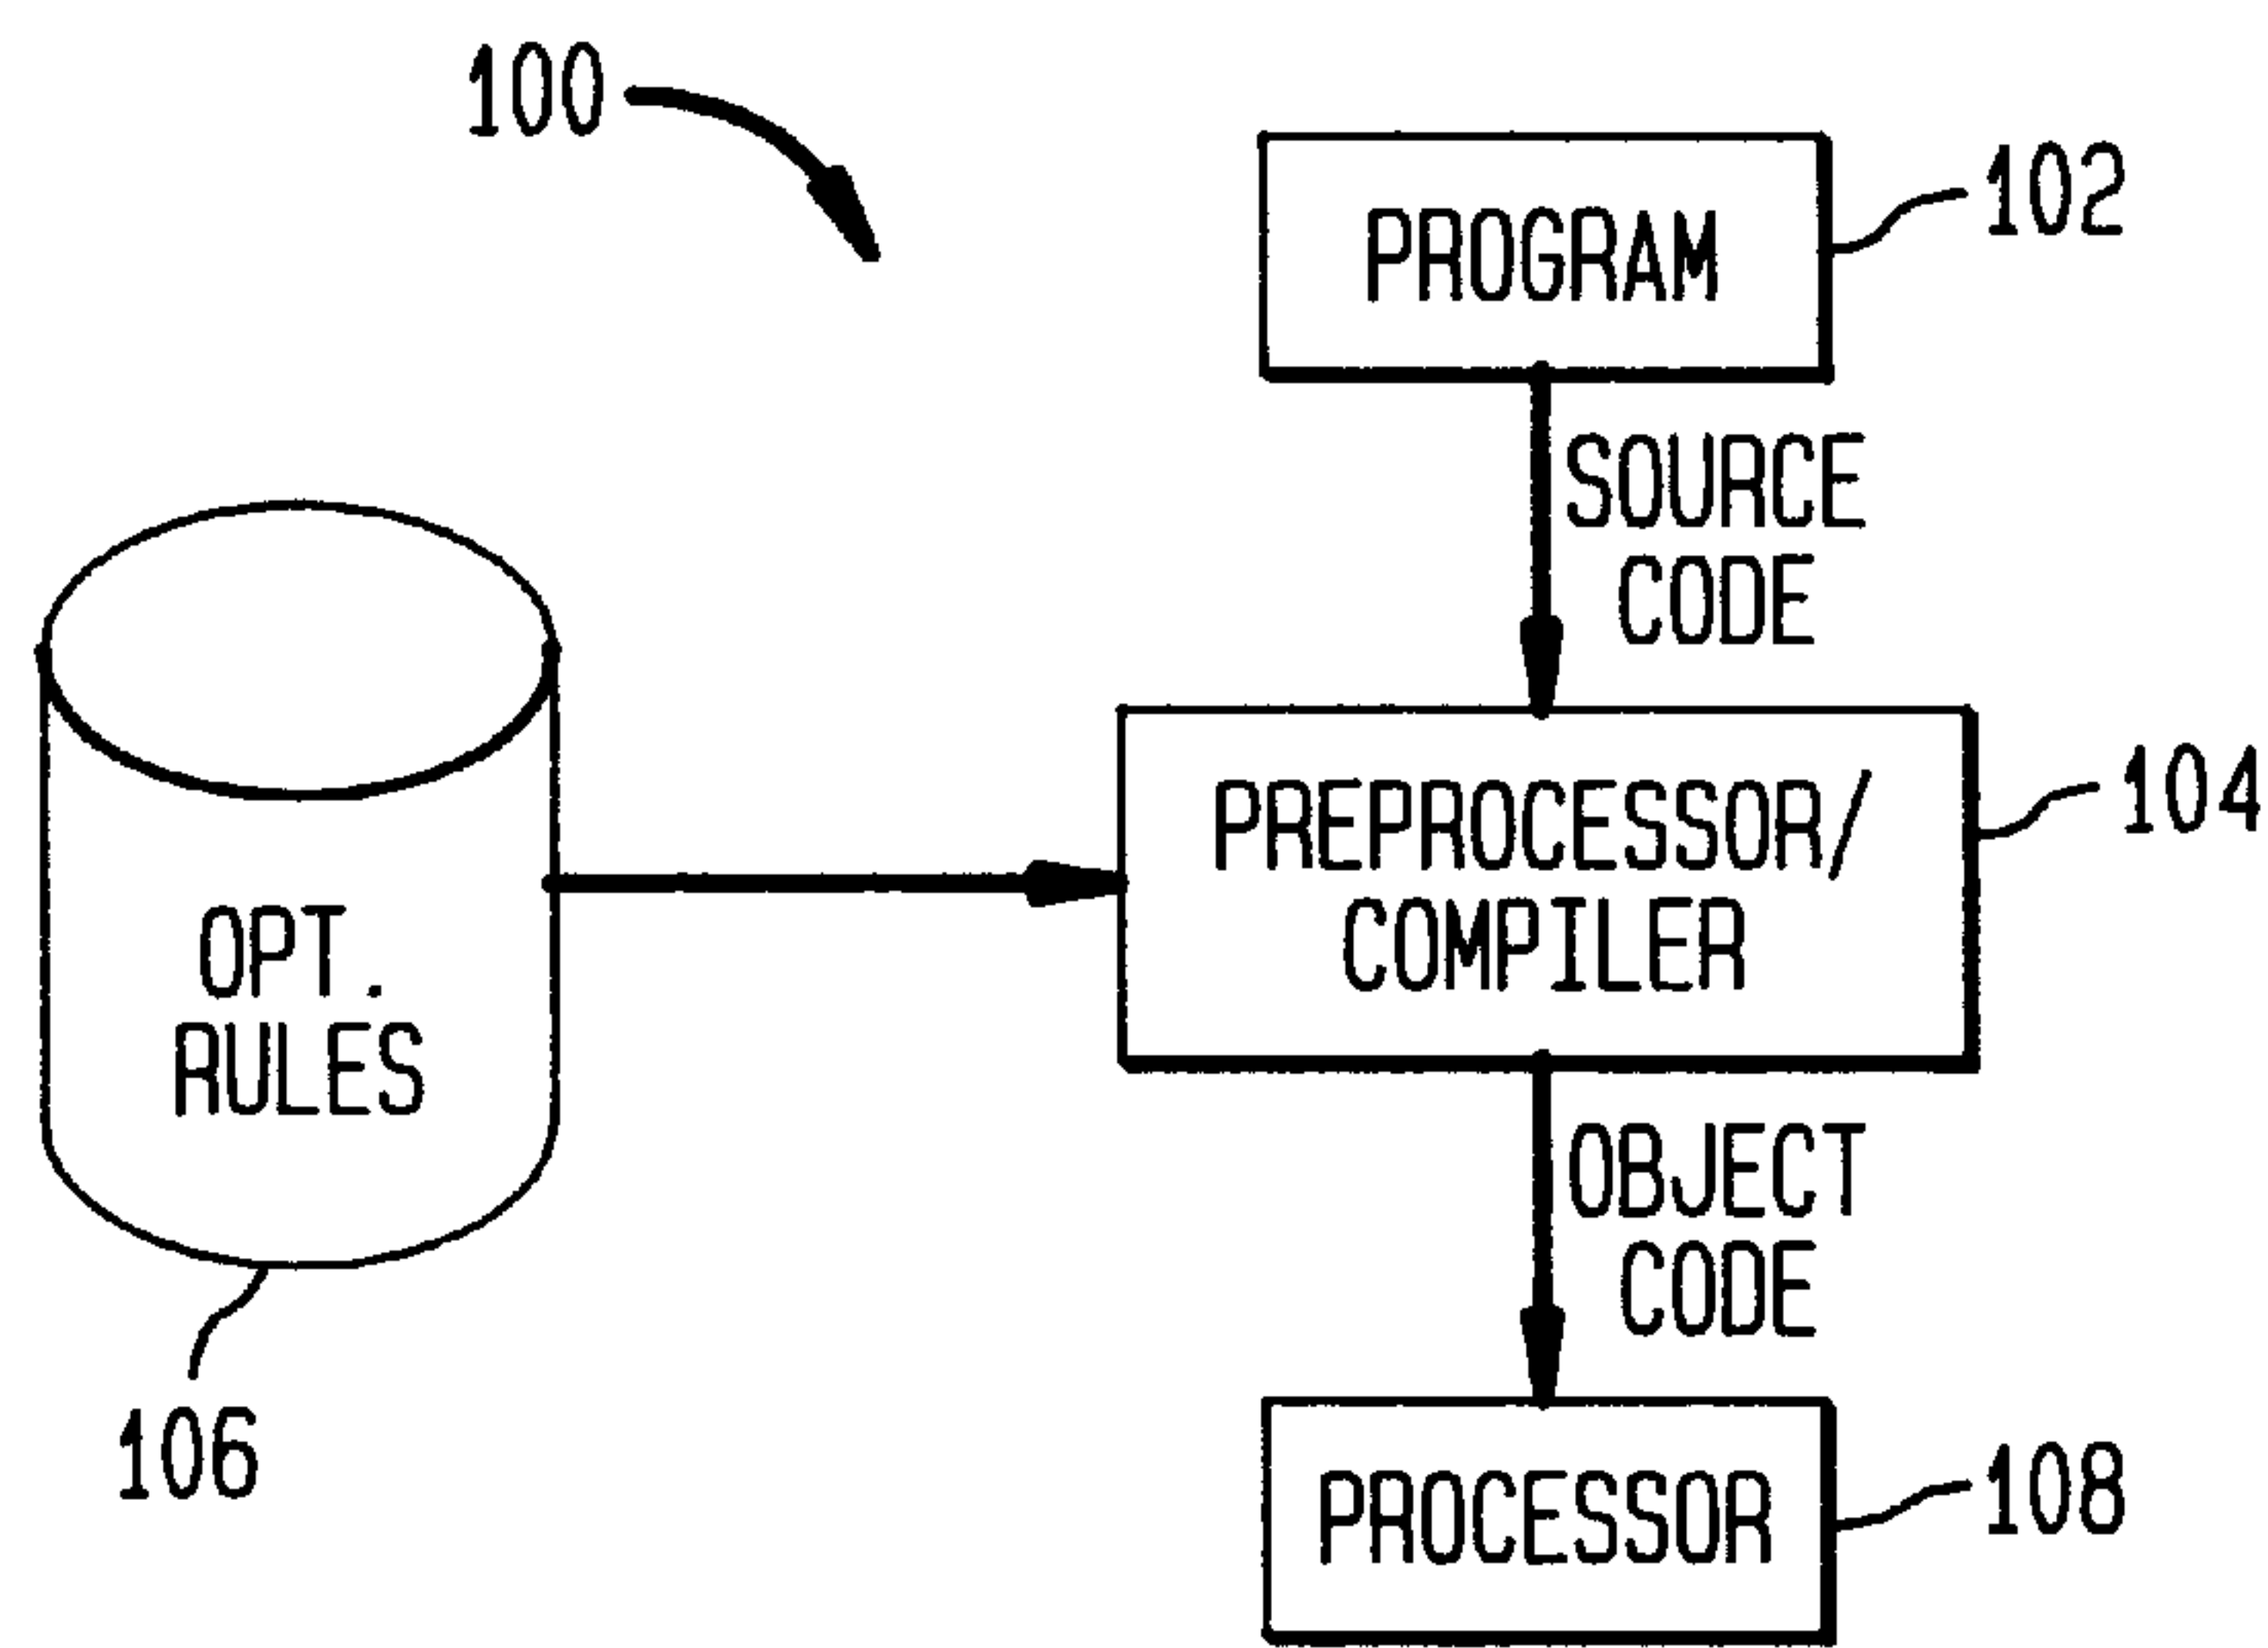 100
PROGRAM
102
SOURCE
CODE
PREPROCESSOR/
COMPILER
104
OPT.
RULES
106
OBJECT
CODE
PROCESSOR
108